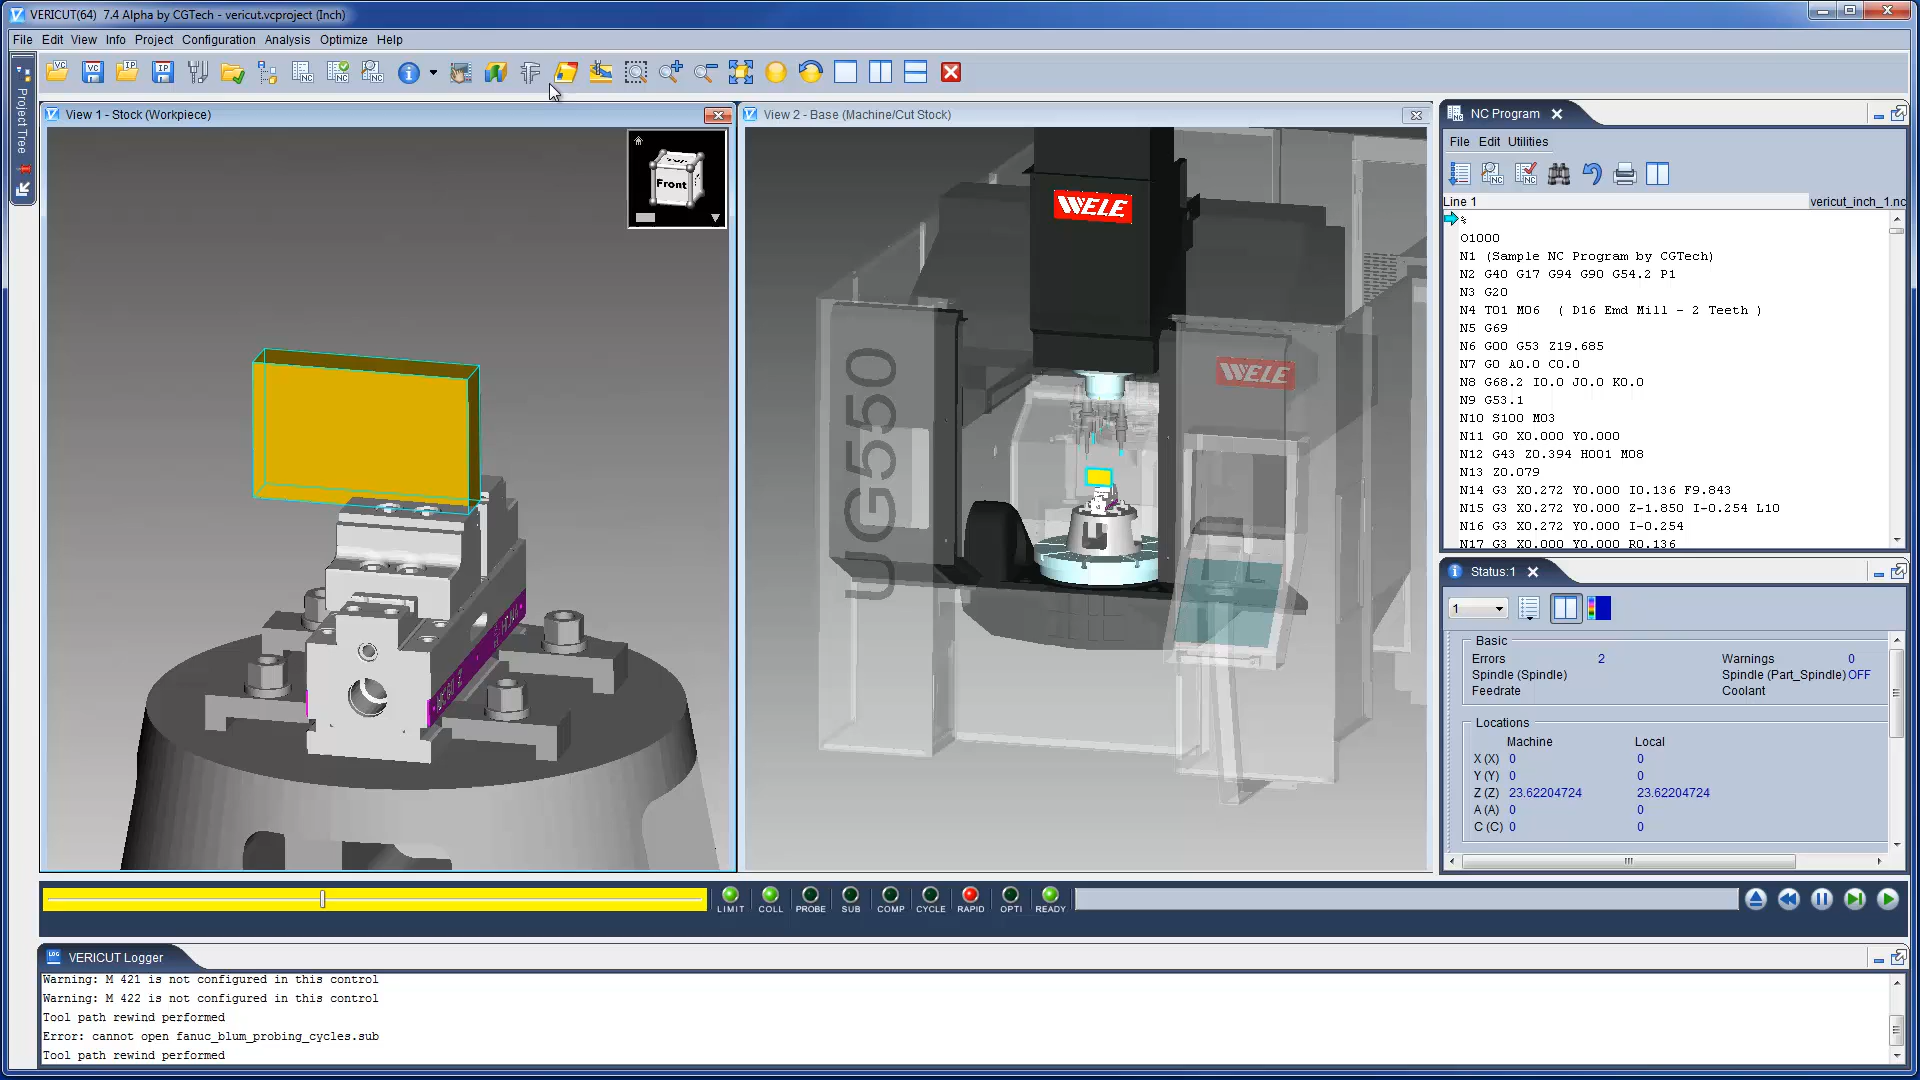 VERICUT(64) 7.4 Alpha by CGTech - vericut.vcproject (Inch)
File Edit View Info Project Configuration Analysis Optimize Help
Project Tree
View 1 - Stock (Workpiece)
Front
View 2 - Base (Machine/Cut Stock)
WELE
WELE
UG550
NC Program
File Edit Utilities
Line 1 vericut_inch_1.nc
%
O1000
N1 (Sample NC Program by CGTech)
N2 G40 G17 G94 G90 G54.2 P1
N3 G20
N4 T01 M06 ( D16 Emd Mill - 2 Teeth )
N5 G69
N6 G00 G53 Z19.685
N7 G0 A0.0 C0.0
N8 G68.2 I0.0 J0.0 K0.0
N9 G53.1
N10 S100 M03
N11 G0 X0.000 Y0.000
N12 G43 Z0.394 H001 M08
N13 Z0.079
N14 G3 X0.272 Y0.000 I0.136 F9.843
N15 G3 X0.272 Y0.000 Z-1.850 I-0.254 L10
N16 G3 X0.272 Y0.000 I-0.254
N17 G3 X0.000 Y0.000 R0.136
Status:1
1
Basic
Errors 2 Warnings 0
Spindle (Spindle) Spindle (Part_Spindle) OFF
Feedrate Coolant
Locations
Machine Local
X (X) 0 0
Y (Y) 0 0
Z (Z) 23.62204724 23.62204724
A (A) 0 0
C (C) 0 0
LIMIT COLL PROBE SUB COMP CYCLE RAPID OPTI READY
VERICUT Logger
Warning: M 421 is not configured in this control
Warning: M 422 is not configured in this control
Tool path rewind performed
Error: cannot open fanuc_blum_probing_cycles.sub
Tool path rewind performed